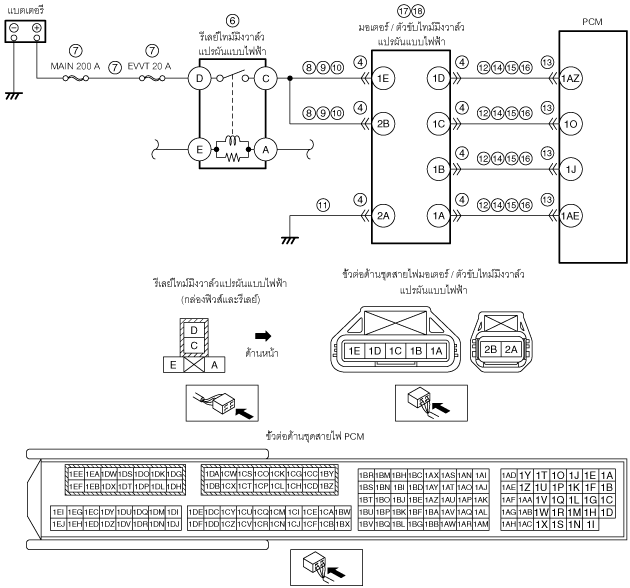 แบตเตอรี่
⑥
รีเลย์ไทม์มิ่งวาล์ว
แปรผันแบบไฟฟ้า
⑰⑱
มอเตอร์ / ตัวขับไทม์มิ่งวาล์ว
แปรผันแบบไฟฟ้า
PCM
⑦ ⑦ ⑦
MAIN 200 A EVVT 20 A
D C
⑧⑨⑩ ④ 1E 1D ④ ⑫⑭⑮⑯ ⑬ 1AZ
⑧⑨⑩ ④ 2B 1C ④ ⑫⑭⑮⑯ ⑬ 1O
E A
1B ④ ⑫⑭⑮⑯ ⑬ 1J
⑪ ④ 2A 1A ④ ⑫⑭⑮⑯ ⑬ 1AE
รีเลย์ไทม์มิ่งวาล์วแปรผันแบบไฟฟ้า
(กล่องฟิวส์และรีเลย์)
D
C
E A
ด้านหน้า
ขั้วต่อด้านชุดสายไฟมอเตอร์ / ตัวขับไทม์มิ่งวาล์ว
แปรผันแบบไฟฟ้า
1E 1D 1C 1B 1A
2B 2A
ขั้วต่อด้านชุดสายไฟ PCM
1EE 1EA 1DW 1DS 1DO 1DK 1DG
1EF 1EB 1DX 1DT 1DP 1DL 1DH
1EI 1EG 1EC 1DY 1DU 1DQ 1DM 1DI
1EJ 1EH 1ED 1DZ 1DV 1DR 1DN 1DJ
1DA 1CW 1CS 1CO 1CK 1CG 1CC 1BY
1DB 1CX 1CT 1CP 1CL 1CH 1CD 1BZ
1DE 1DC 1CY 1CU 1CQ 1CM 1CI 1CE 1CA 1BW
1DF 1DD 1CZ 1CV 1CR 1CN 1CJ 1CF 1CB 1BX
1BR 1BM 1BH 1BC 1AX 1AS 1AN 1AI
1BS 1BN 1BI 1BD 1AY 1AT 1AO 1AJ
1BT 1BO 1BJ 1BE 1AZ 1AU 1AP 1AK
1BU 1BP 1BK 1BF 1BA 1AV 1AQ 1AL
1BV 1BQ 1BL 1BG 1BB 1AW 1AR 1AM
1AD 1Y 1T 1O 1J 1E 1A
1AE 1Z 1U 1P 1K 1F 1B
1AF 1AA 1V 1Q 1L 1G 1C
1AG 1AB 1W 1R 1M 1H 1D
1AH 1AC 1X 1S 1N 1I